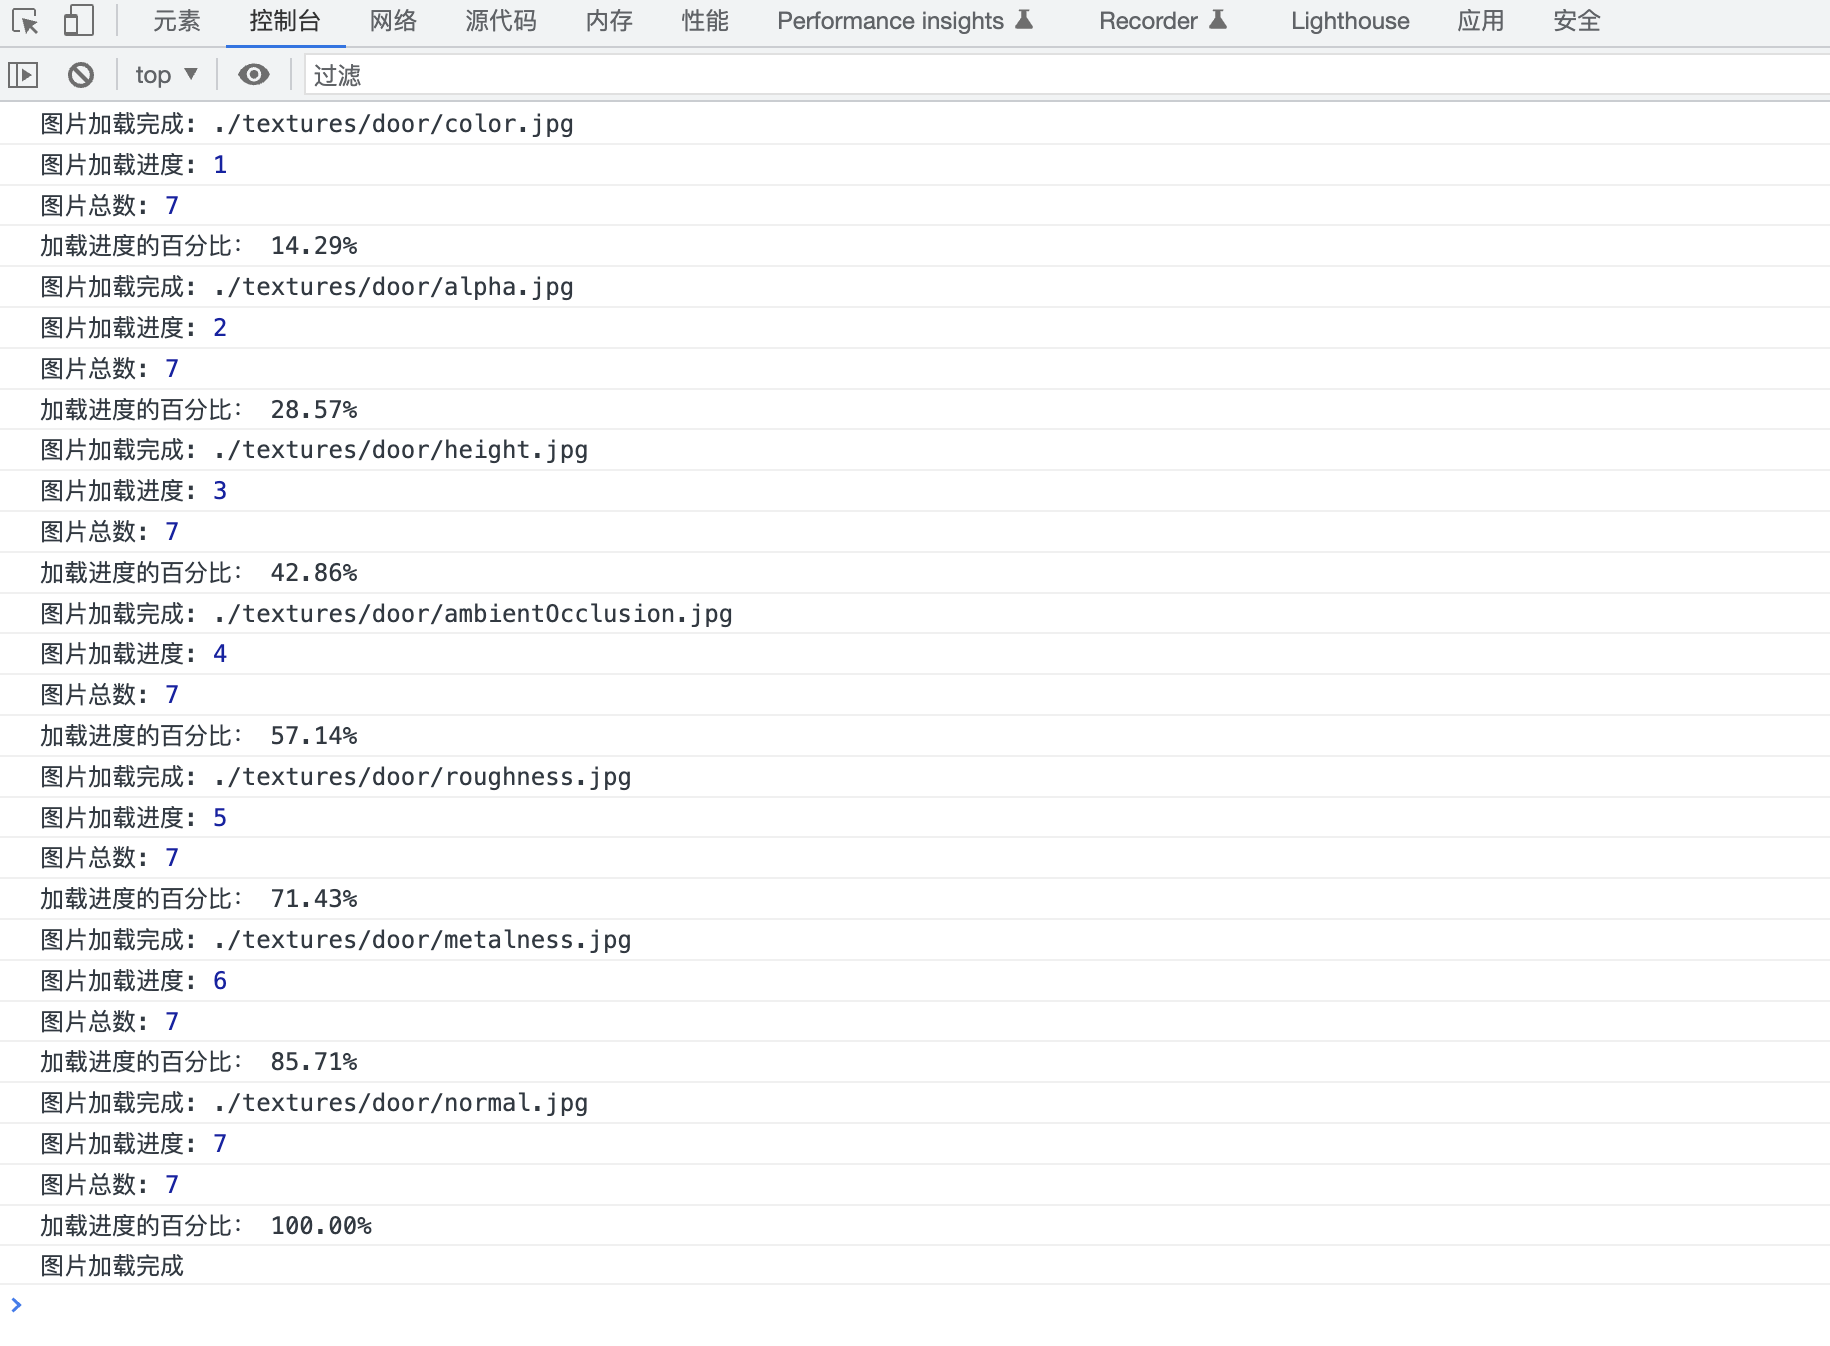 元素 控制台 网络 源代码 内存 性能 Performance insights Recorder Lighthouse 应用 安全
top 过滤
图片加载完成: ./textures/door/color.jpg
图片加载进度: 1
图片总数: 7
加载进度的百分比： 14.29%
图片加载完成: ./textures/door/alpha.jpg
图片加载进度: 2
图片总数: 7
加载进度的百分比： 28.57%
图片加载完成: ./textures/door/height.jpg
图片加载进度: 3
图片总数: 7
加载进度的百分比： 42.86%
图片加载完成: ./textures/door/ambientOcclusion.jpg
图片加载进度: 4
图片总数: 7
加载进度的百分比： 57.14%
图片加载完成: ./textures/door/roughness.jpg
图片加载进度: 5
图片总数: 7
加载进度的百分比： 71.43%
图片加载完成: ./textures/door/metalness.jpg
图片加载进度: 6
图片总数: 7
加载进度的百分比： 85.71%
图片加载完成: ./textures/door/normal.jpg
图片加载进度: 7
图片总数: 7
加载进度的百分比： 100.00%
图片加载完成